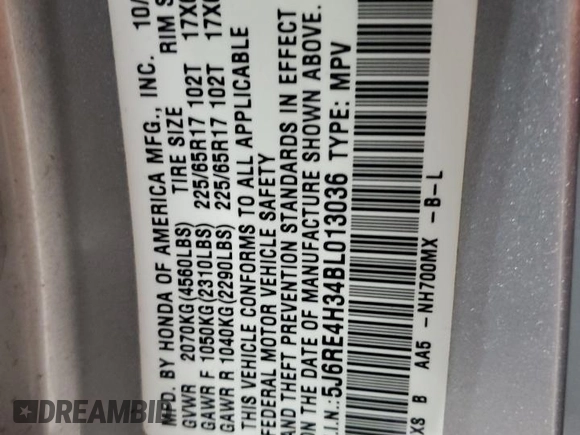 MFD. BY HONDA OF AMERICA MFG., INC. 10/
TIRE SIZE RIM S
GVWR 2070KG(4560LBS)
GAWR F 1050KG(2310LBS) 225/65R17 102T 17X
GAWR R 1040KG(2290LBS) 225/65R17 102T 17X
THIS VEHICLE CONFORMS TO ALL APPLICABLE
FEDERAL MOTOR VEHICLE SAFETY
AND THEFT PREVENTION STANDARDS IN EFFECT
ON THE DATE OF MANUFACTURE SHOWN ABOVE.
.I.N.:5J6RE4H34BL013036 TYPE: MPV
XS B AA5 -NH700MX -B-L
DREAMBID